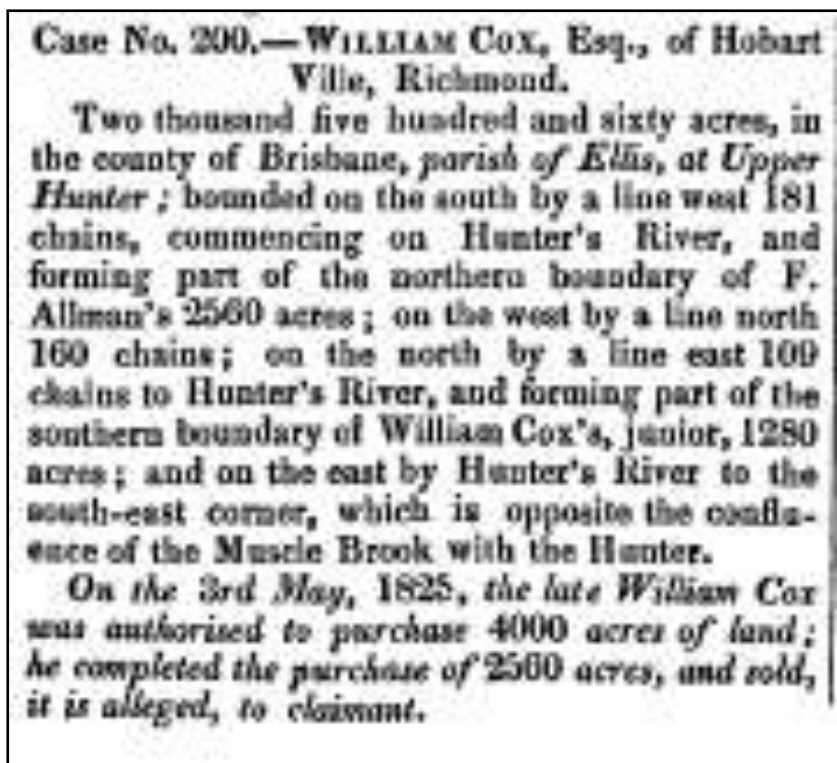 Case No. 200.—WILLIAM COX, Esq., of Hobart
Ville, Richmond.
Two thousand five hundred and sixty acres, in
the county of Brisbane, parish of Ellis, at Upper
Hunter; bounded on the south by a line west 181
chains, commencing on Hunter's River, and
forming part of the northern boundary of F.
Allman's 2560 acres; on the west by a line north
160 chains; on the north by a line east 109
chains to Hunter's River, and forming part of the
southern boundary of William Cox's, junior, 1280
acres; and on the east by Hunter's River to the
south-east corner, which is opposite the conflu-
ence of the Muscle Brook with the Hunter.
On the 3rd May, 1825, the late William Cox
was authorised to purchase 4000 acres of land;
he completed the purchase of 2560 acres, and sold,
it is alleged, to claimant.